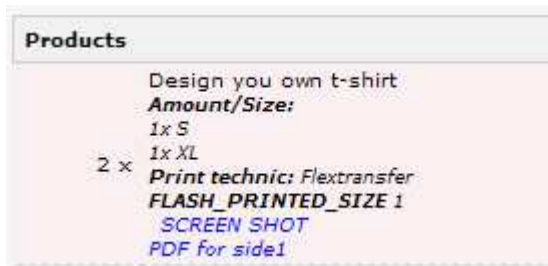 Products
Design you own t-shirt
Amount/Size:
1x S
1x XL
2 x
Print technic: Flextransfer
FLASH_PRINTED_SIZE 1
SCREEN SHOT
PDF for side1